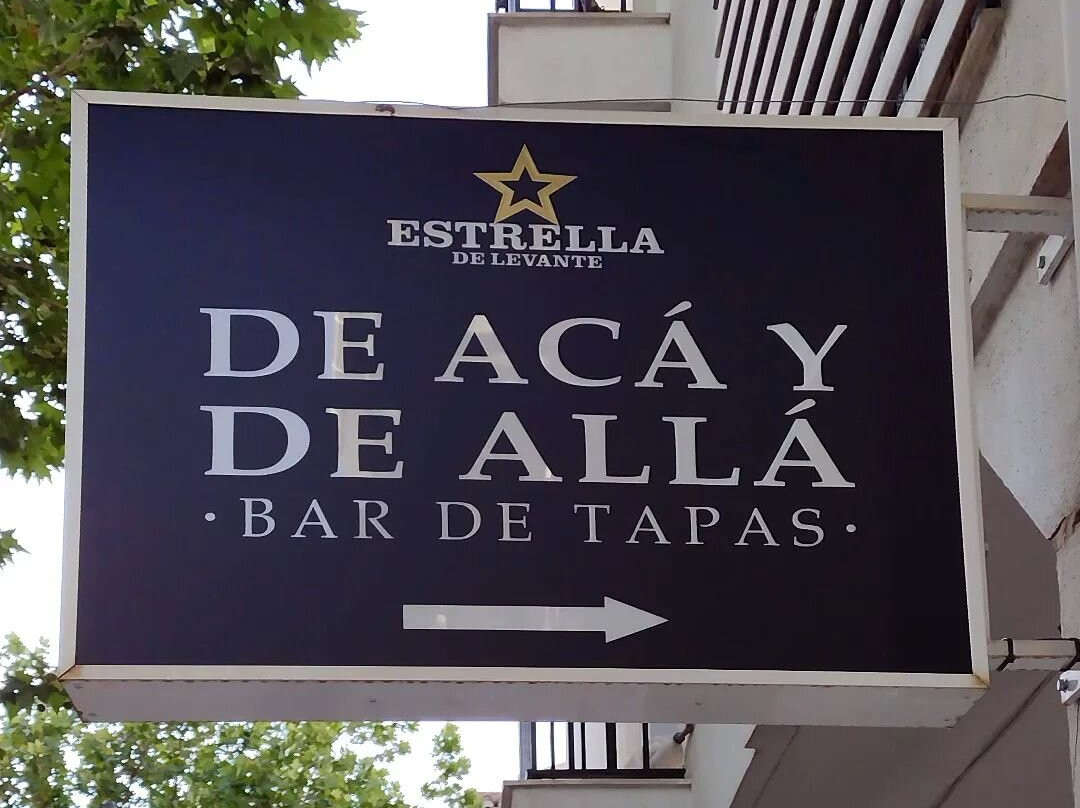 ESTRELLA
DE LEVANTE
DE ACÁ Y
DE ALLÁ
· BAR DE TAPAS ·